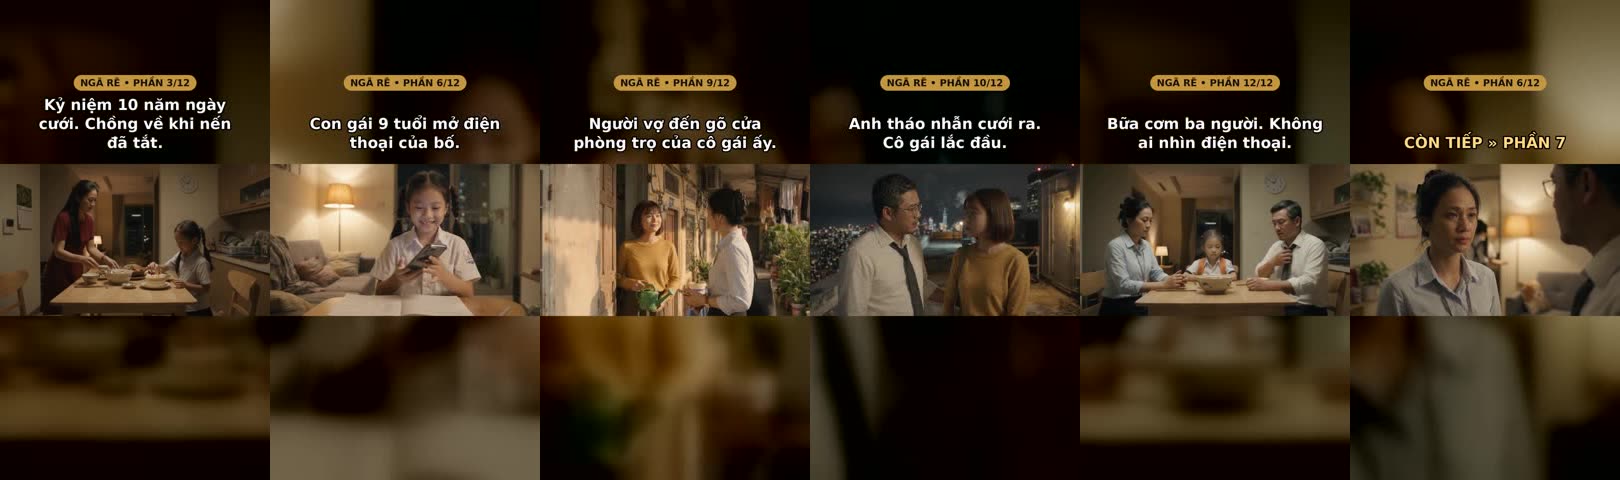 NGÃ RẼ • PHẦN 3/12
Kỷ niệm 10 năm ngày
cưới. Chồng về khi nến
đã tắt.
NGÃ RẼ • PHẦN 6/12
Con gái 9 tuổi mở điện
thoại của bố.
NGÃ RẼ • PHẦN 9/12
Người vợ đến gõ cửa
phòng trọ của cô gái ấy.
NGÃ RẼ • PHẦN 10/12
Anh tháo nhẫn cưới ra.
Cô gái lắc đầu.
NGÃ RẼ • PHẦN 12/12
Bữa cơm ba người. Không
ai nhìn điện thoại.
NGÃ RẼ • PHẦN 6/12
CÒN TIẾP » PHẦN 7